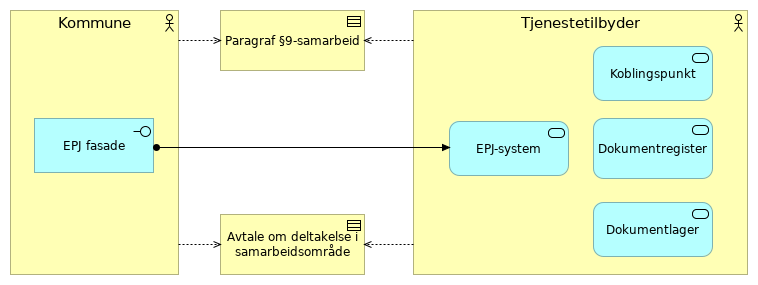 Kommune
Paragraf §9-samarbeid
Tjenestetilbyder
Koblingspunkt
EPJ fasade
EPJ-system
Dokumentregister
Avtale om deltakelse i
samarbeidsområde
Dokumentlager